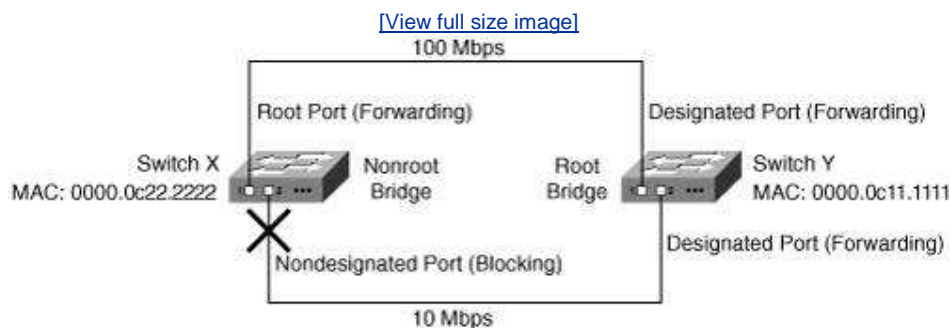 [View full size image]
100 Mbps
Root Port (Forwarding)
Designated Port (Forwarding)
Switch X
MAC: 0000.0c22.2222
Nonroot
Bridge
Root
Bridge
Switch Y
MAC: 0000.0c11.1111
Nondesignated Port (Blocking)
Designated Port (Forwarding)
10 Mbps